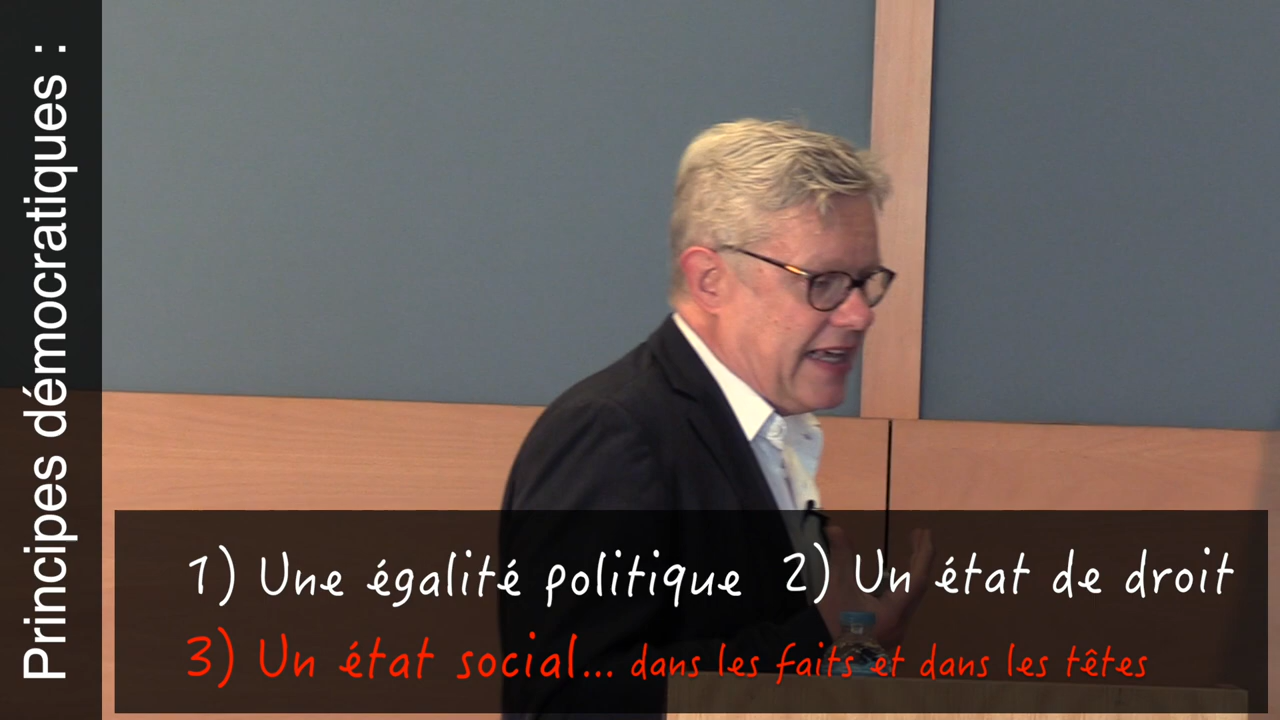 Principes démocratiques :
1) Une égalité politique 2) Un état de droit
3) Un état social... dans les faits et dans les têtes